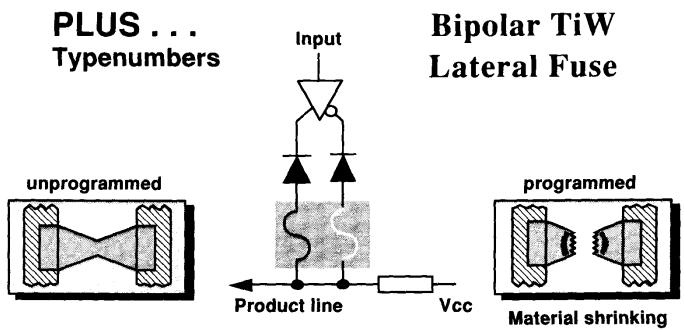 PLUS . . .
Typenumbers
Input
Bipolar TiW
Lateral Fuse
unprogrammed
programmed
Product line
Vcc
Material shrinking